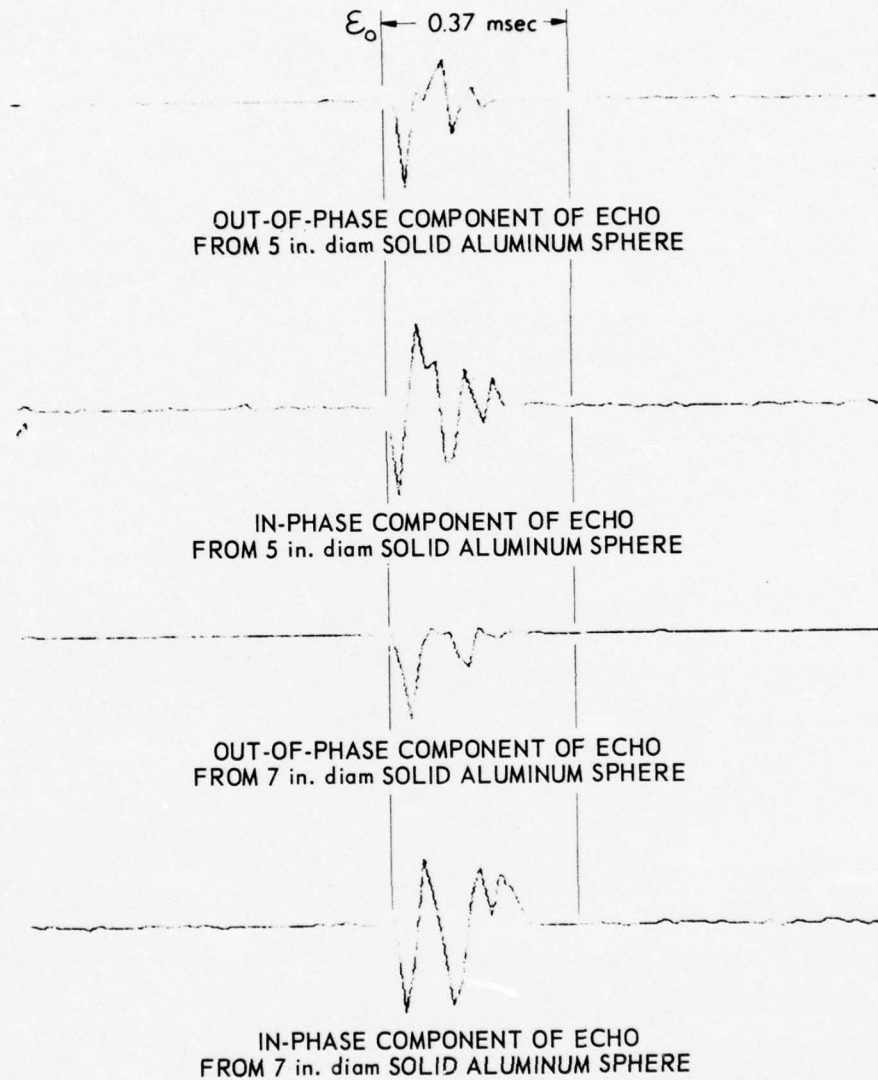 ℰ₀ 0.37 msec
OUT-OF-PHASE COMPONENT OF ECHO
FROM 5 in. diam SOLID ALUMINUM SPHERE
IN-PHASE COMPONENT OF ECHO
FROM 5 in. diam SOLID ALUMINUM SPHERE
OUT-OF-PHASE COMPONENT OF ECHO
FROM 7 in. diam SOLID ALUMINUM SPHERE
IN-PHASE COMPONENT OF ECHO
FROM 7 in. diam SOLID ALUMINUM SPHERE